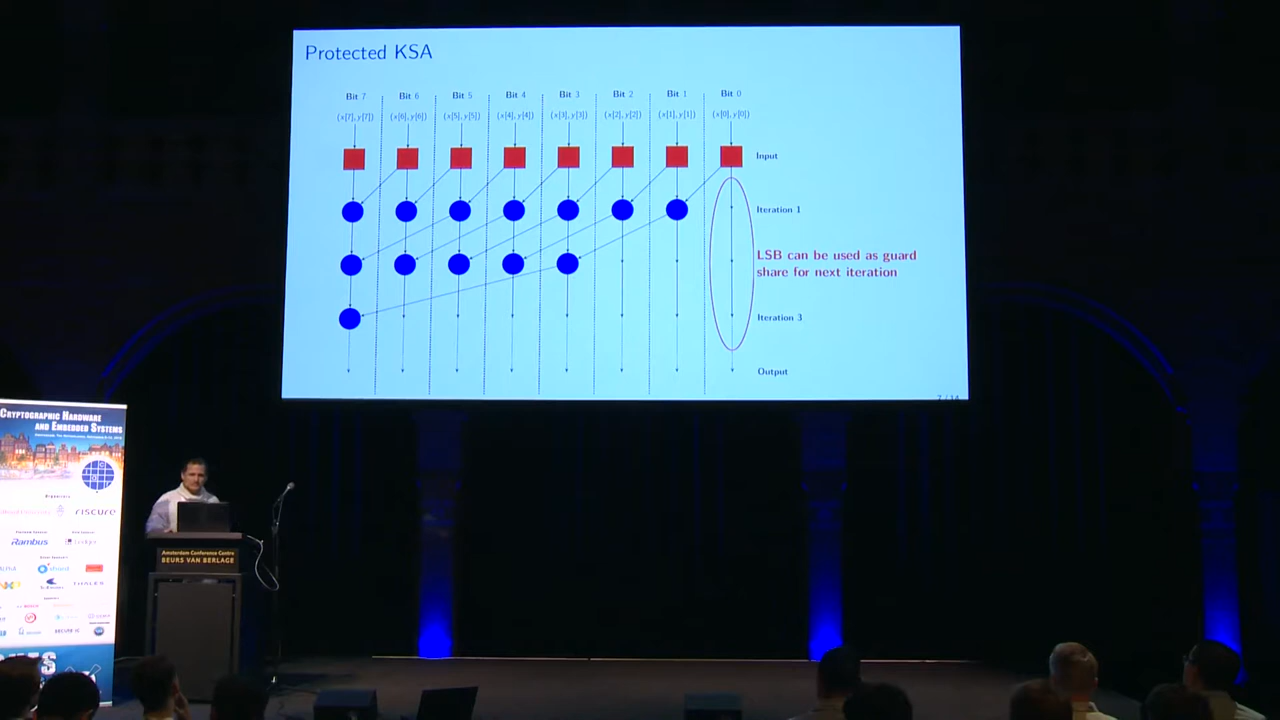 Protected KSA
Bit 7 Bit 6 Bit 5 Bit 4 Bit 3 Bit 2 Bit 1 Bit 0
(x[7], y[7]) (x[6], y[6]) (x[5], y[5]) (x[4], y[4]) (x[3], y[3]) (x[2], y[2]) (x[1], y[1]) (x[0], y[0])
Input
Iteration 1
LSB can be used as guard
share for next iteration
Iteration 3
Output
7 / 14
CRYPTOGRAPHIC HARDWARE
AND EMBEDDED SYSTEMS
riscure
Rambus
THALES
Amsterdam Conference Centre
BEURS VAN BERLAGE